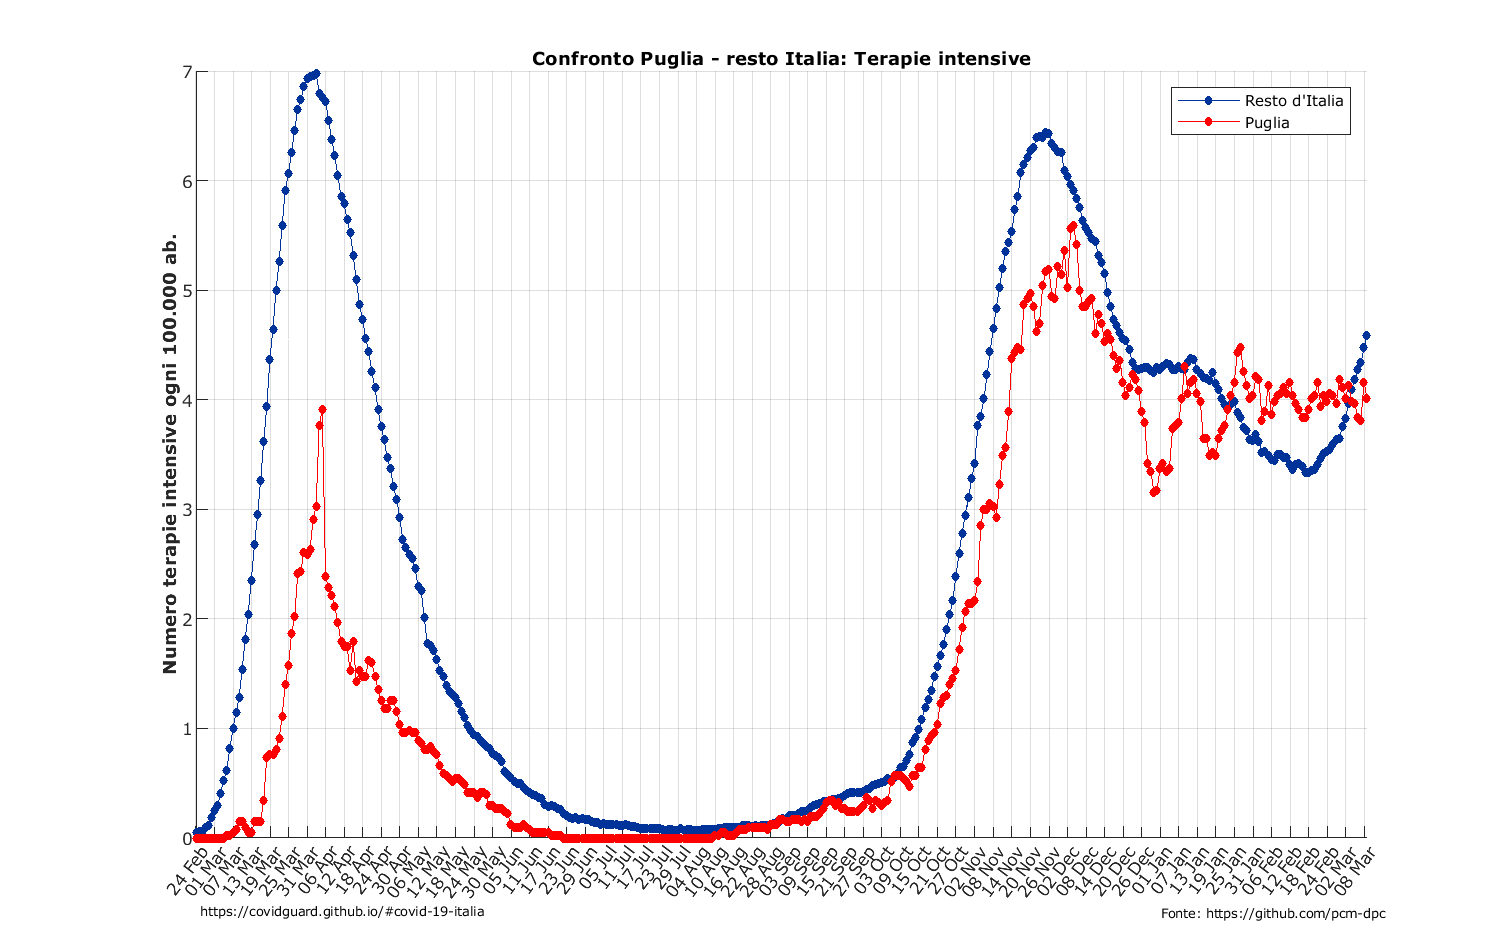 Confronto Puglia - resto Italia: Terapie intensive
Resto d'Italia
Puglia
Numero terapie intensive ogni 100.000 ab.
7
6
5
4
3
2
1
0
24 Feb
01 Mar
07 Mar
13 Mar
19 Mar
25 Mar
31 Mar
06 Apr
12 Apr
18 Apr
24 Apr
30 Apr
06 May
12 May
18 May
24 May
30 May
05 Jun
11 Jun
17 Jun
23 Jun
29 Jun
05 Jul
11 Jul
17 Jul
23 Jul
29 Jul
04 Aug
10 Aug
16 Aug
22 Aug
28 Aug
03 Sep
09 Sep
15 Sep
21 Sep
27 Sep
03 Oct
09 Oct
15 Oct
21 Oct
27 Oct
02 Nov
08 Nov
14 Nov
20 Nov
26 Nov
02 Dec
08 Dec
14 Dec
20 Dec
26 Dec
01 Jan
07 Jan
13 Jan
19 Jan
25 Jan
31 Jan
06 Feb
12 Feb
18 Feb
24 Feb
02 Mar
08 Mar
https://covidguard.github.io/#covid-19-italia
Fonte: https://github.com/pcm-dpc